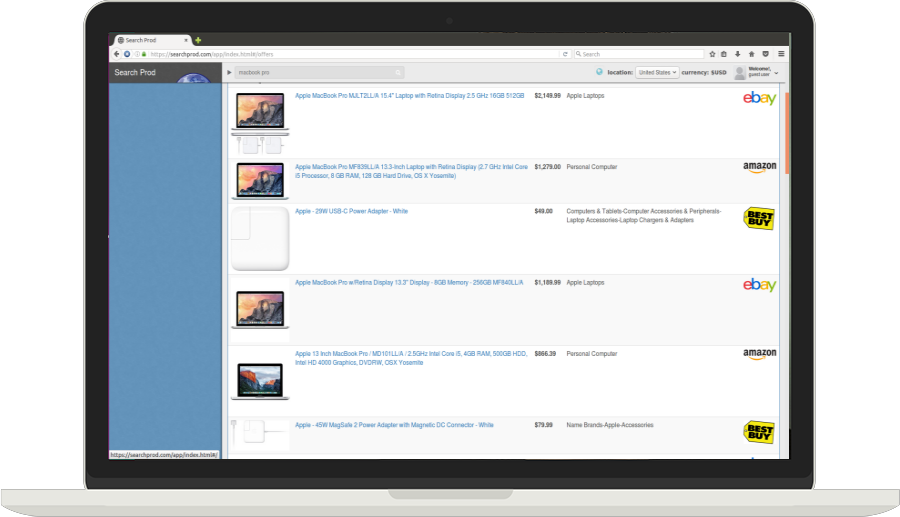 Search Prod
https://searchprod.com/app/index.html#/offers
Search
Search Prod
macbook pro
location:
United States
currency: $USD
Welcome!,
guest user
Apple MacBook Pro MJLT2LL/A 15.4" Laptop with Retina Display 2.5 GHz 16GB 512GB
$2,149.99
Apple Laptops
ebay
Apple MacBook Pro MF839LL/A 13.3-Inch Laptop with Retina Display (2.7 GHz Intel Core
i5 Processor, 8 GB RAM, 128 GB Hard Drive, OS X Yosemite)
$1,279.00
Personal Computer
amazon
Apple - 29W USB-C Power Adapter - White
$49.00
Computers & Tablets-Computer Accessories & Peripherals-
Laptop Accessories-Laptop Chargers & Adapters
BEST
BUY
Apple MacBook Pro w/Retina Display 13.3" Display - 8GB Memory - 256GB MF840LL/A
$1,189.99
Apple Laptops
ebay
Apple 13 Inch MacBook Pro / MD101LL/A / 2.5GHz Intel Core i5, 4GB RAM, 500GB HDD,
Intel HD 4000 Graphics, DVDRW, OSX Yosemite
$866.39
Personal Computer
amazon
Apple - 45W MagSafe 2 Power Adapter with Magnetic DC Connector - White
$79.99
Name Brands-Apple-Accessories
BEST
BUY
https://searchprod.com/app/index.html#/